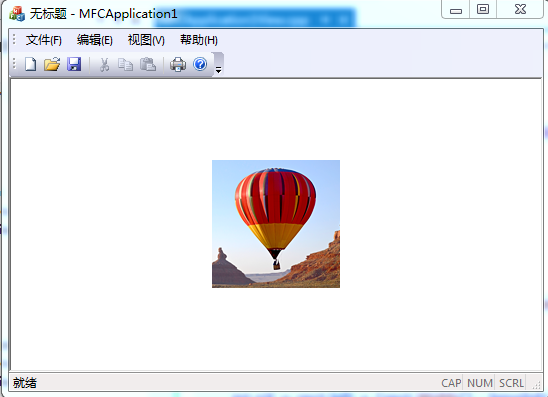 无标题 - MFCApplication1
文件(F) 编辑(E) 视图(V) 帮助(H)
就绪 CAP NUM SCRL